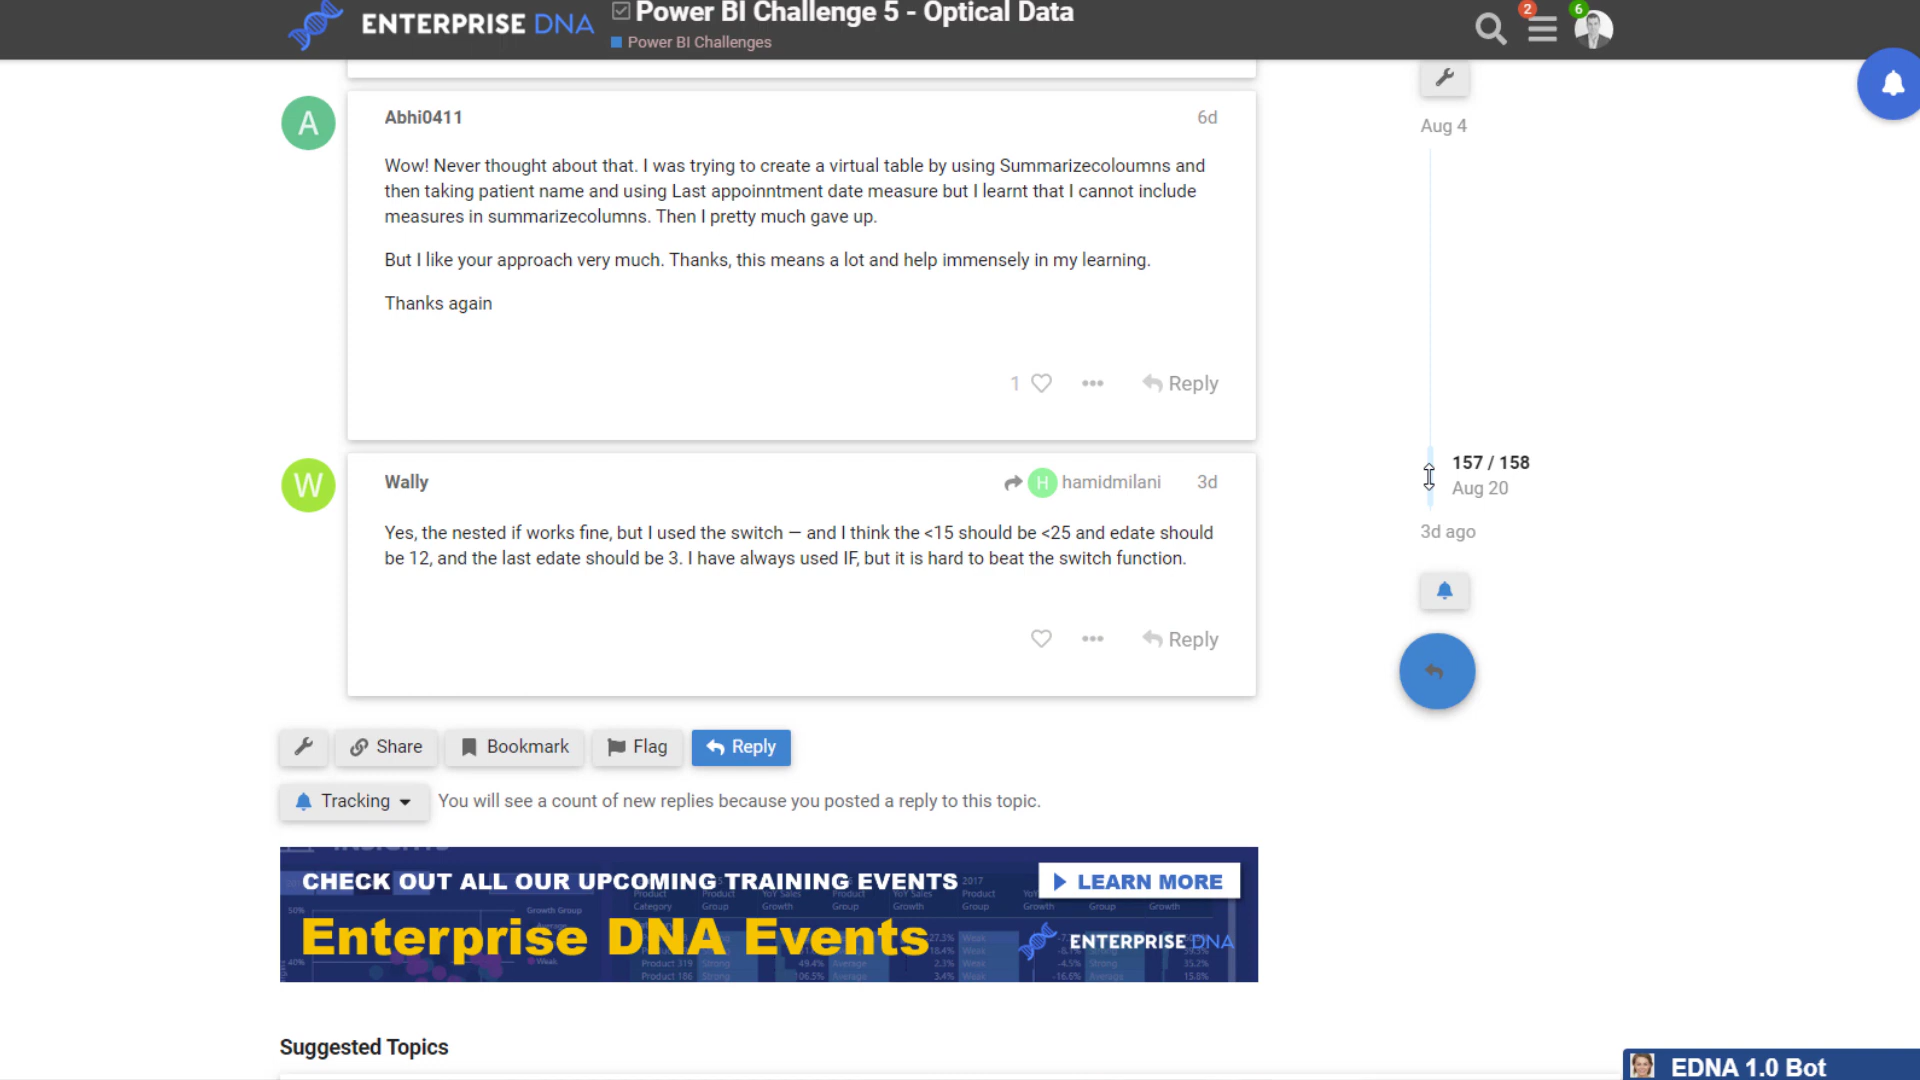 ENTERPRISE DNA
Power BI Challenge 5 - Optical Data
Power BI Challenges
2
6
A
Abhi0411
6d
Wow! Never thought about that. I was trying to create a virtual table by using Summarizecoloumns and
then taking patient name and using Last appoinntment date measure but I learnt that I cannot include
measures in summarizecolumns. Then I pretty much gave up.
But I like your approach very much. Thanks, this means a lot and help immensely in my learning.
Thanks again
1
Reply
Aug 4
157 / 158
Aug 20
3d ago
W
Wally
H
hamidmilani
3d
Yes, the nested if works fine, but I used the switch — and I think the <15 should be <25 and edate should
be 12, and the last edate should be 3. I have always used IF, but it is hard to beat the switch function.
Reply
Share
Bookmark
Flag
Reply
Tracking
You will see a count of new replies because you posted a reply to this topic.
CHECK OUT ALL OUR UPCOMING TRAINING EVENTS
LEARN MORE
Enterprise DNA Events
ENTERPRISE DNA
Suggested Topics
EDNA 1.0 Bot